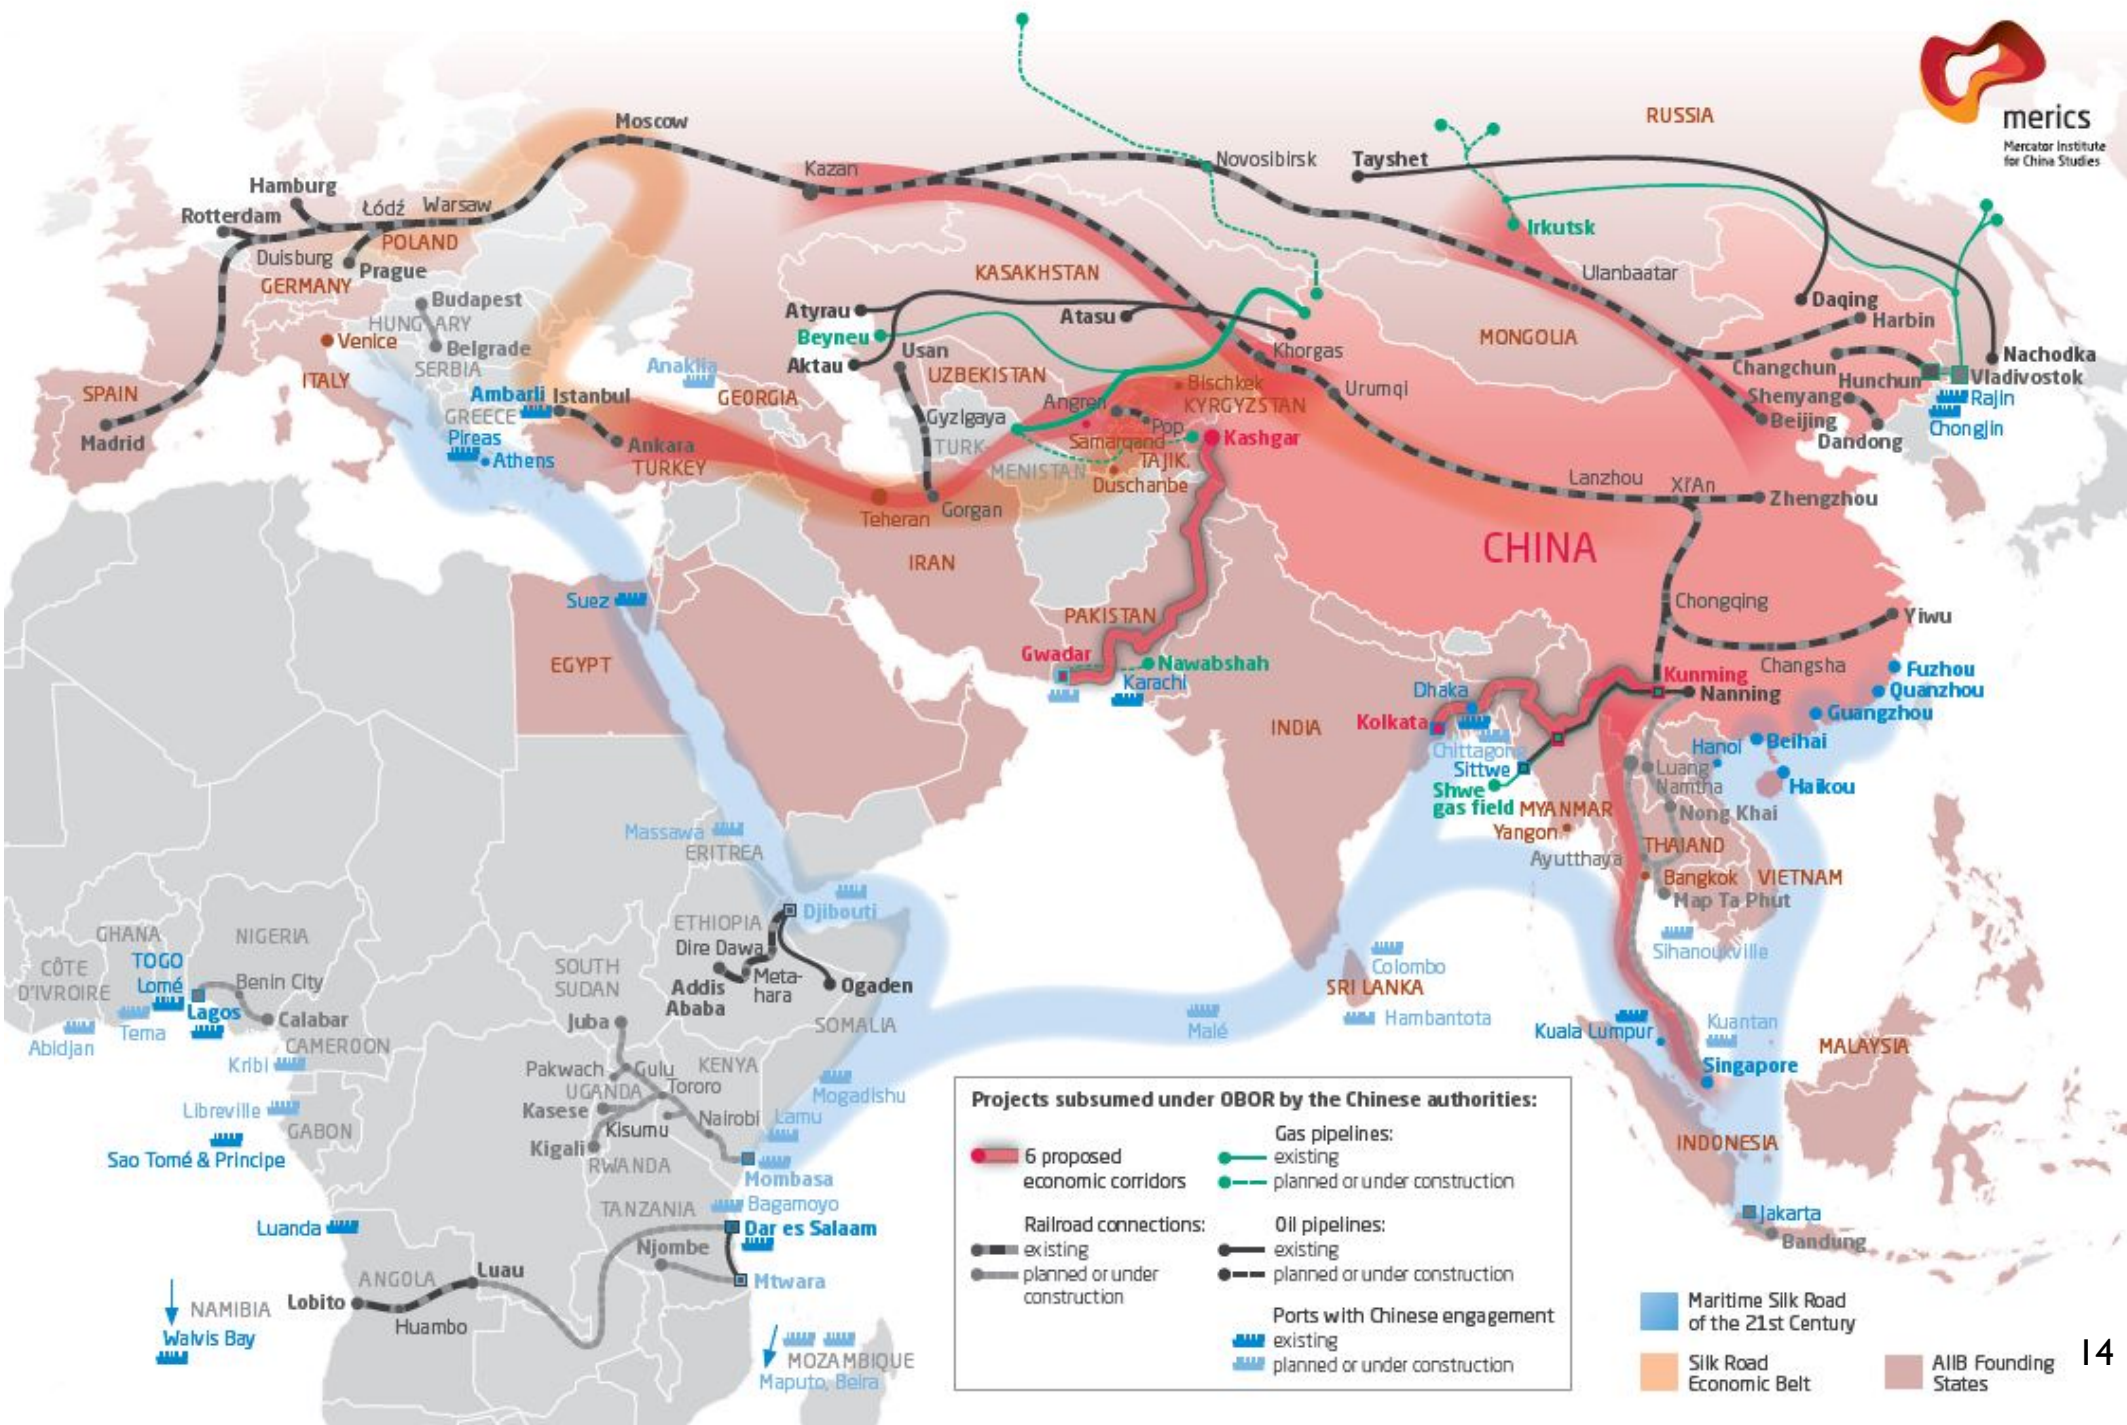 merics
Mercator Institute
for China Studies
RUSSIA
Moscow
Kazan
Novosibirsk
Tayshet
Irkutsk
Hamburg
Rotterdam
Łódź
Warsaw
POLAND
Duisburg
Prague
GERMANY
Budapest
HUNGARY
Belgrade
SERBIA
Venice
ITALY
SPAIN
Madrid
Ambarli
Istanbul
GREECE
Pireas
Athens
Ankara
TURKEY
Anaklia
GEORGIA
KASAKHSTAN
Atyrau
Beyneu
Aktau
Atasu
Usan
UZBEKISTAN
Gyzlgaya
TURK-
MENISTAN
Angren
Pop
Samarqand
TAJIK.
Duschanbe
Bischkek
KYRGYZSTAN
Kashgar
Khorgas
Urumqi
Teheran
Gorgan
IRAN
Ulanbaatar
MONGOLIA
Daqing
Harbin
Changchun
Hunchun
Nachodka
Vladivostok
Shenyang
Rajin
Beijing
Dandong
Chongjin
Lanzhou
Xi'An
Zhengzhou
CHINA
Chongqing
Yiwu
Changsha
Kunming
Nanning
Fuzhou
Quanzhou
Guangzhou
Beihai
Hanoi
Haikou
Suez
EGYPT
PAKISTAN
Gwadar
Nawabshah
Karachi
INDIA
Dhaka
Kolkata
Chittagong
Sittwe
Shwe
gas field
MYANMAR
Yangon
Luang
Namtha
Nong Khai
THAIAND
Ayutthaya
Bangkok
VIETNAM
Map Ta Phut
Sihanoukville
Massawa
ERITREA
Djibouti
ETHIOPIA
Dire Dawa
Meta-
hara
Addis
Ababa
Ogaden
SOMALIA
SOUTH
SUDAN
Juba
GHANA
NIGERIA
CÔTE
D'IVROIRE
TOGO
Lomé
Benin City
Lagos
Tema
Abidjan
Calabar
CAMEROON
Kribi
Libreville
GABON
Sao Tomé & Principe
Pakwach
Gulu
KENYA
UGANDA
Tororo
Kasese
Nairobi
Lamu
Kisumu
Kigali
RWANDA
Mogadishu
Mombasa
TANZANIA
Bagamoyo
Dar es Salaam
Njombe
Mtwara
Luanda
ANGOLA
Luau
Lobito
Huambo
NAMIBIA
Walvis Bay
MOZAMBIQUE
Maputo, Beira
Colombo
SRI LANKA
Hambantota
Malé
Kuala Lumpur
Kuantan
Singapore
MALAYSIA
INDONESIA
Jakarta
Bandung
Projects subsumed under OBOR by the Chinese authorities:
6 proposed
economic corridors
Railroad connections:
existing
planned or under
construction
Gas pipelines:
existing
planned or under construction
Oil pipelines:
existing
planned or under construction
Ports with Chinese engagement
existing
planned or under construction
Maritime Silk Road
of the 21st Century
Silk Road
Economic Belt
AIIB Founding
States
14